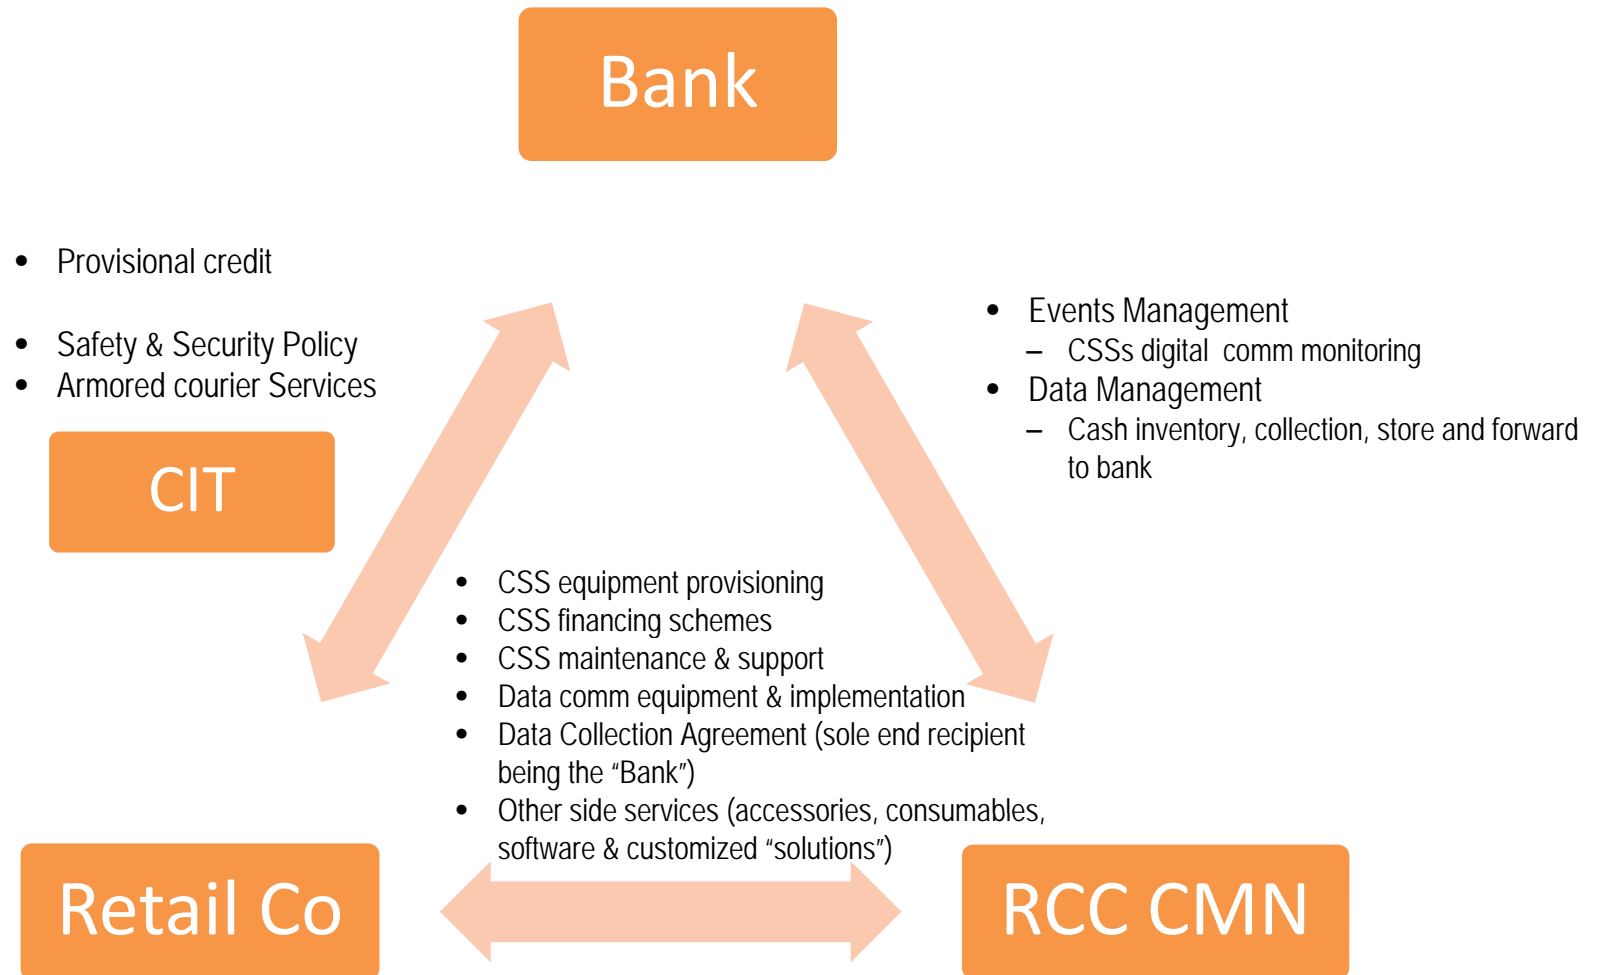 Bank
• Provisional credit
• Safety & Security Policy
• Armored courier Services
CIT
• Events Management
– CSSs digital comm monitoring
• Data Management
– Cash inventory, collection, store and forward
to bank
• CSS equipment provisioning
• CSS financing schemes
• CSS maintenance & support
• Data comm equipment & implementation
• Data Collection Agreement (sole end recipient
being the “Bank”)
• Other side services (accessories, consumables,
software & customized “solutions”)
Retail Co
RCC CMN